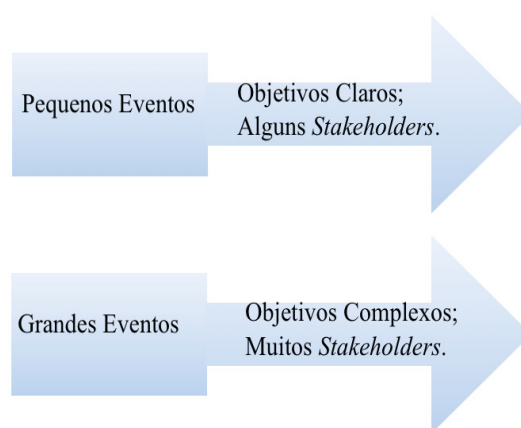 Pequenos Eventos
Objetivos Claros;
Alguns Stakeholders.
Grandes Eventos
Objetivos Complexos;
Muitos Stakeholders.